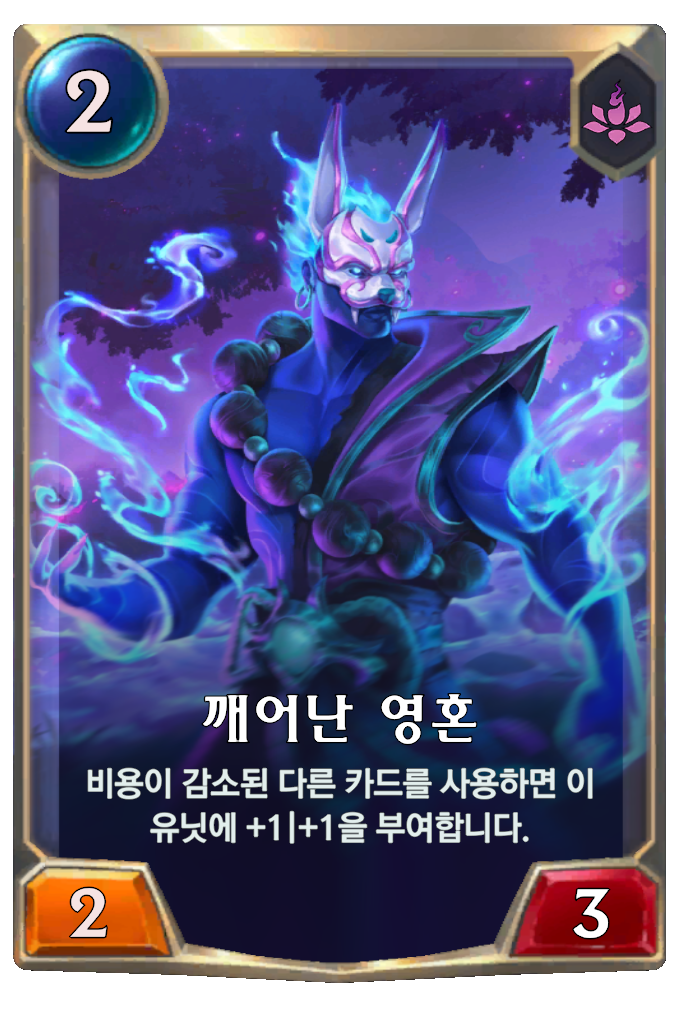 2
깨어난 영혼
비용이 감소된 다른 카드를 사용하면 이
유닛에 +1|+1을 부여합니다.
2
3